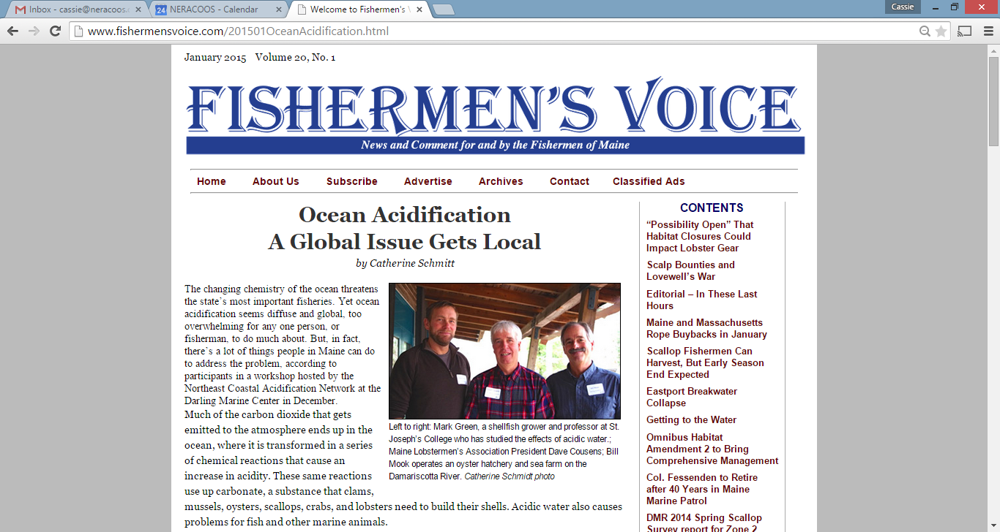 Inbox - cassie@neracoos.
24 NERACOOS - Calendar
Welcome to Fishermen's
Cassie
www.fishermensvoice.com/201501OceanAcidification.html
January 2015 Volume 20, No. 1
FISHERMEN'S VOICE
News and Comment for and by the Fishermen of Maine
Home About Us Subscribe Advertise Archives Contact Classified Ads
Ocean Acidification
A Global Issue Gets Local
by Catherine Schmitt
The changing chemistry of the ocean threatens
the state's most important fisheries. Yet ocean
acidification seems diffuse and global, too
overwhelming for any one person, or
fisherman, to do much about. But, in fact,
there's a lot of things people in Maine can do
to address the problem, according to
participants in a workshop hosted by the
Northeast Coastal Acidification Network at the
Darling Marine Center in December.
Much of the carbon dioxide that gets
emitted to the atmosphere ends up in the
ocean, where it is transformed in a series
of chemical reactions that cause an
increase in acidity. These same reactions
use up carbonate, a substance that clams,
mussels, oysters, scallops, crabs, and lobsters need to build their shells. Acidic water also causes
problems for fish and other marine animals.
Left to right: Mark Green, a shellfish grower and professor at St.
Joseph's College who has studied the effects of acidic water.;
Maine Lobstermen's Association President Dave Cousens; Bill
Mook operates an oyster hatchery and sea farm on the
Damariscotta River. Catherine Schmidt photo
CONTENTS
“Possibility Open” That
Habitat Closures Could
Impact Lobster Gear
Scalp Bounties and
Lovewell's War
Editorial – In These Last
Hours
Maine and Massachusetts
Rope Buybacks in January
Scallop Fishermen Can
Harvest, But Early Season
End Expected
Eastport Breakwater
Collapse
Getting to the Water
Omnibus Habitat
Amendment 2 to Bring
Comprehensive Management
Col. Fessenden to Retire
after 40 Years in Maine
Marine Patrol
DMR 2014 Spring Scallop
Survey report for Zone 2